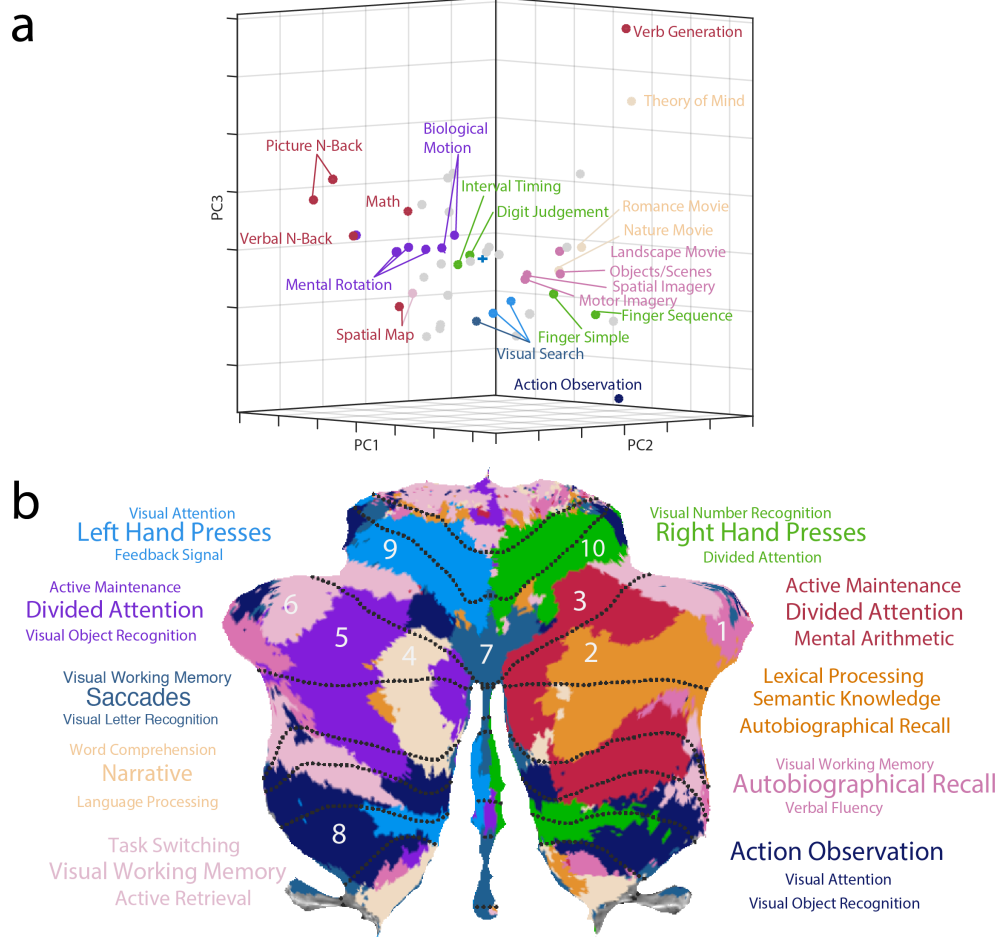 a
Verb Generation
Theory of Mind
Biological
Motion
Picture N-Back
Interval Timing
Math
Digit Judgement
Romance Movie
PC3
Verbal N-Back
Nature Movie
Landscape Movie
Objects/Scenes
Mental Rotation
Spatial Imagery
Motor Imagery
Finger Sequence
Spatial Map
Finger Simple
Visual Search
Action Observation
PC1
PC2
b
Visual Attention
Left Hand Presses
Feedback Signal
Visual Number Recognition
Right Hand Presses
Divided Attention
Active Maintenance
Divided Attention
Visual Object Recognition
Active Maintenance
Divided Attention
Mental Arithmetic
Visual Working Memory
Saccades
Visual Letter Recognition
Lexical Processing
Semantic Knowledge
Autobiographical Recall
Word Comprehension
Narrative
Language Processing
Visual Working Memory
Autobiographical Recall
Verbal Fluency
Task Switching
Visual Working Memory
Active Retrieval
Action Observation
Visual Attention
Visual Object Recognition
9
10
6
3
1
5
4
7
2
8